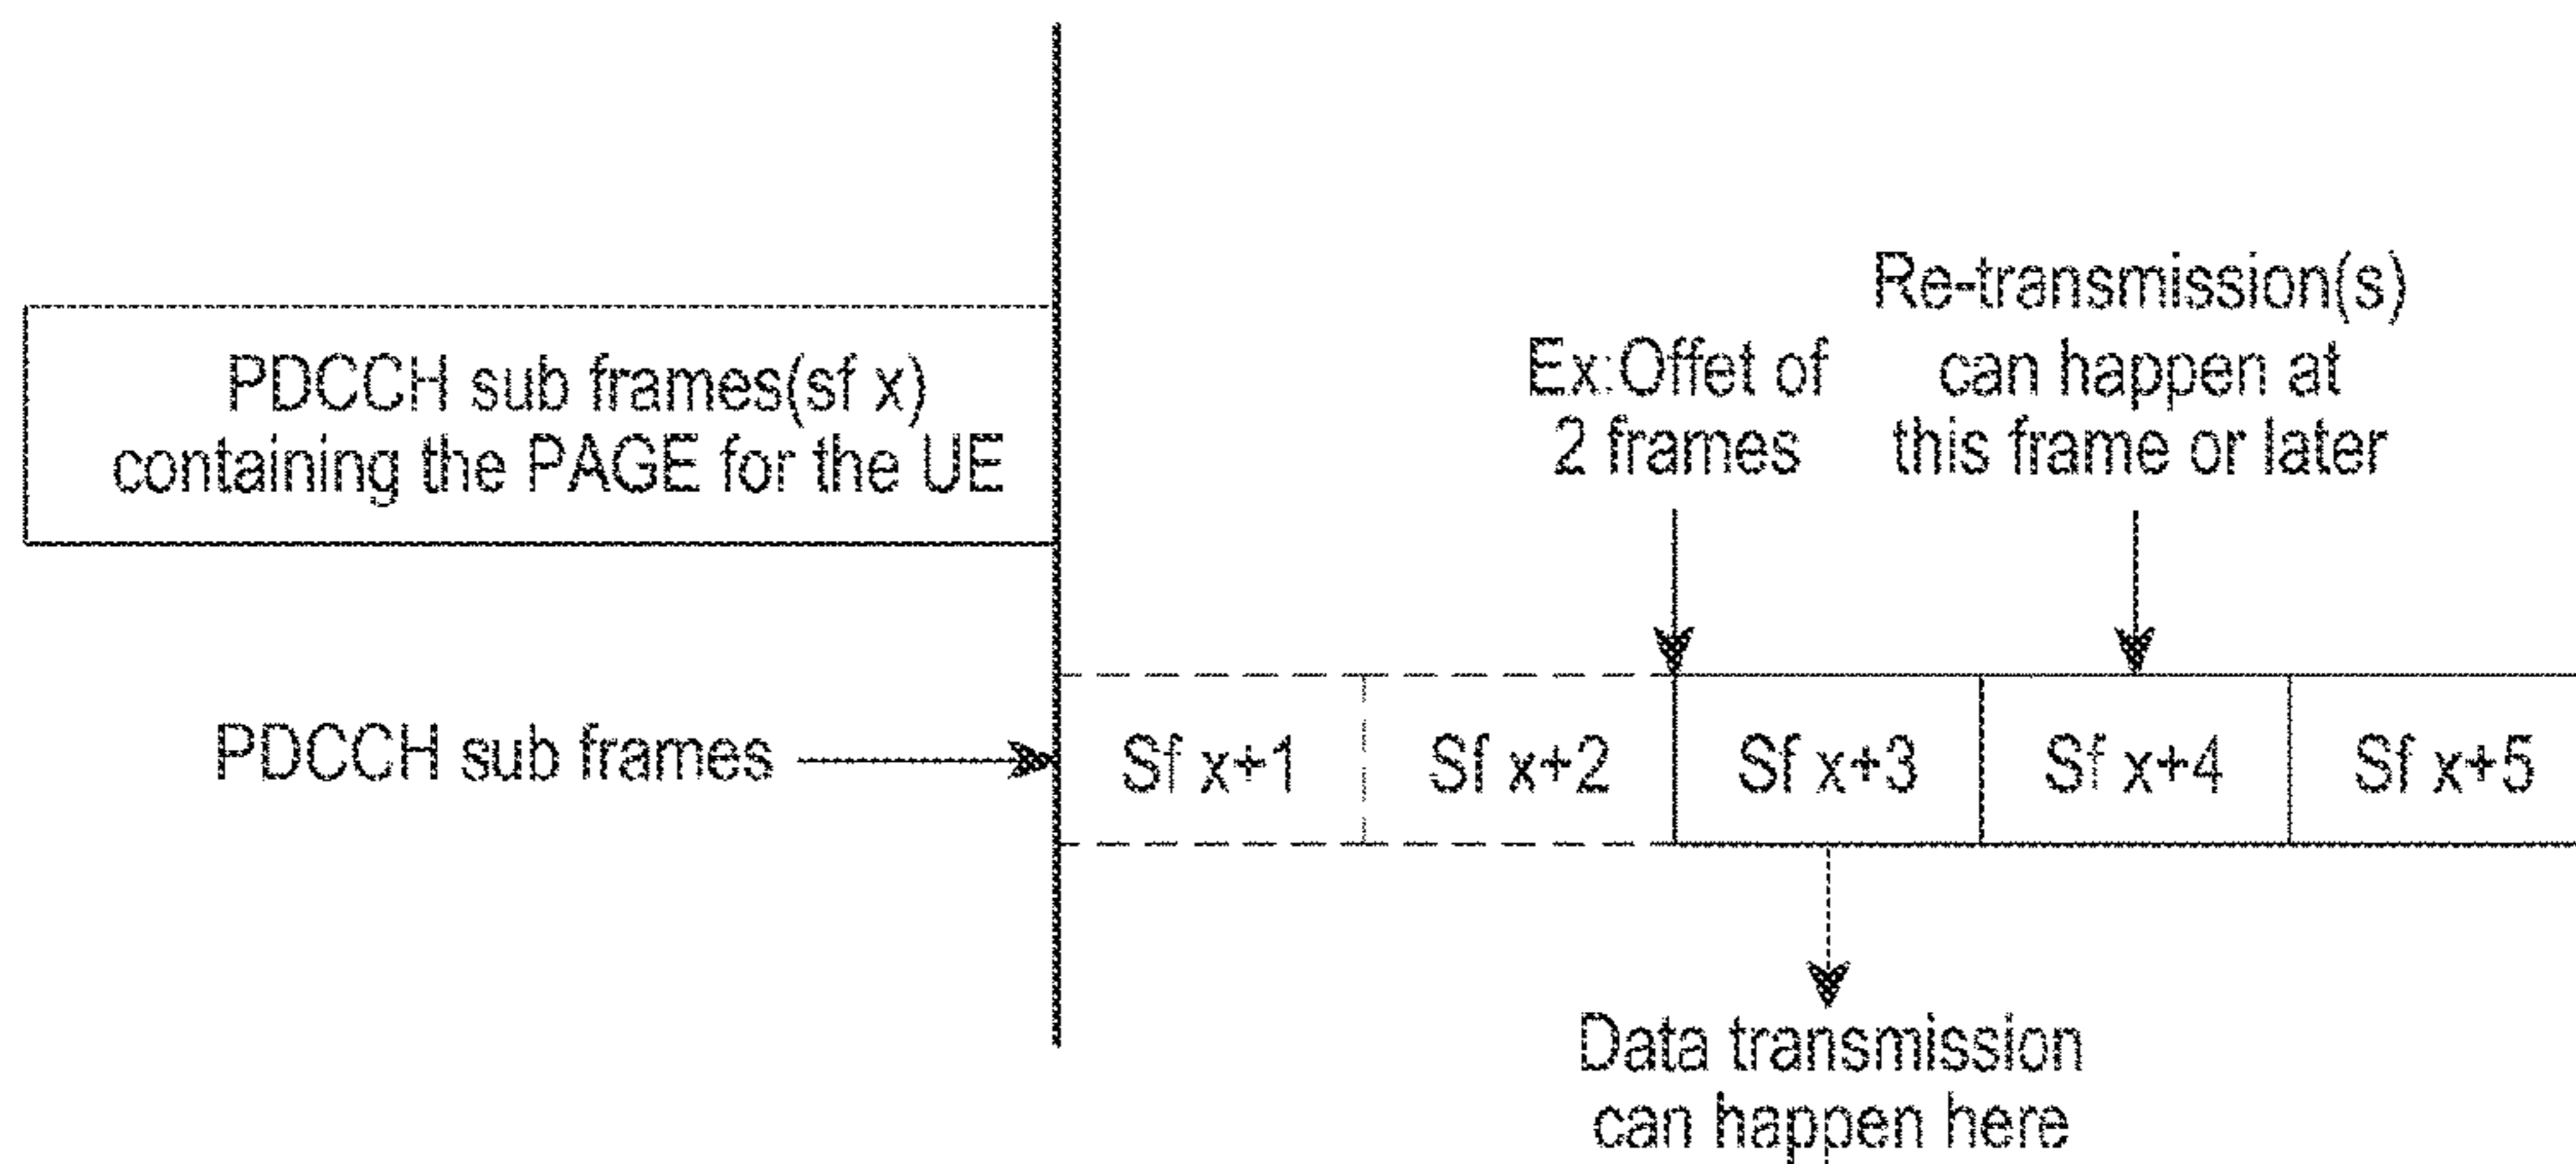 Re-transmission(s)
Ex:Offet of
can happen at
2 frames
this frame or later
PDCCH sub frames(sf x)
containing the PAGE for the UE
PDCCH sub frames
Sf x+1
Sf x+2
Sf x+3
Sf x+4
Sf x+5
Data transmission
can happen here